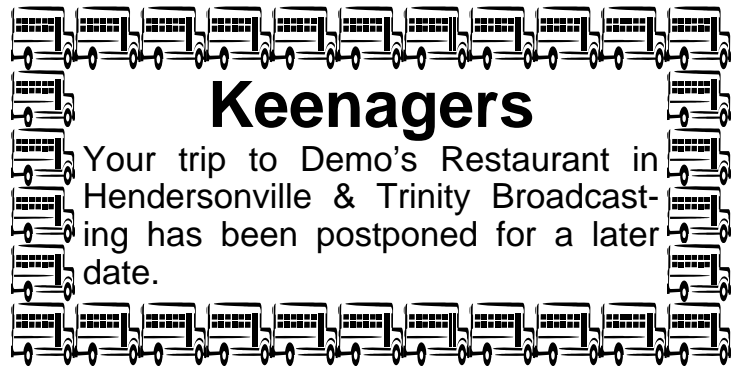 Keenagers
Your trip to Demo's Restaurant in
Hendersonville & Trinity Broadcast-
ing has been postponed for a later
date.